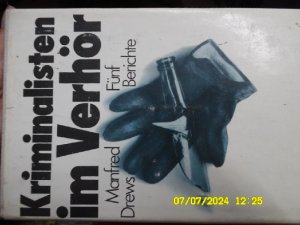 Kriminalisten
im Verhör
Manfred
Drews
Fünf
Berichte
07/07/2024 12:25